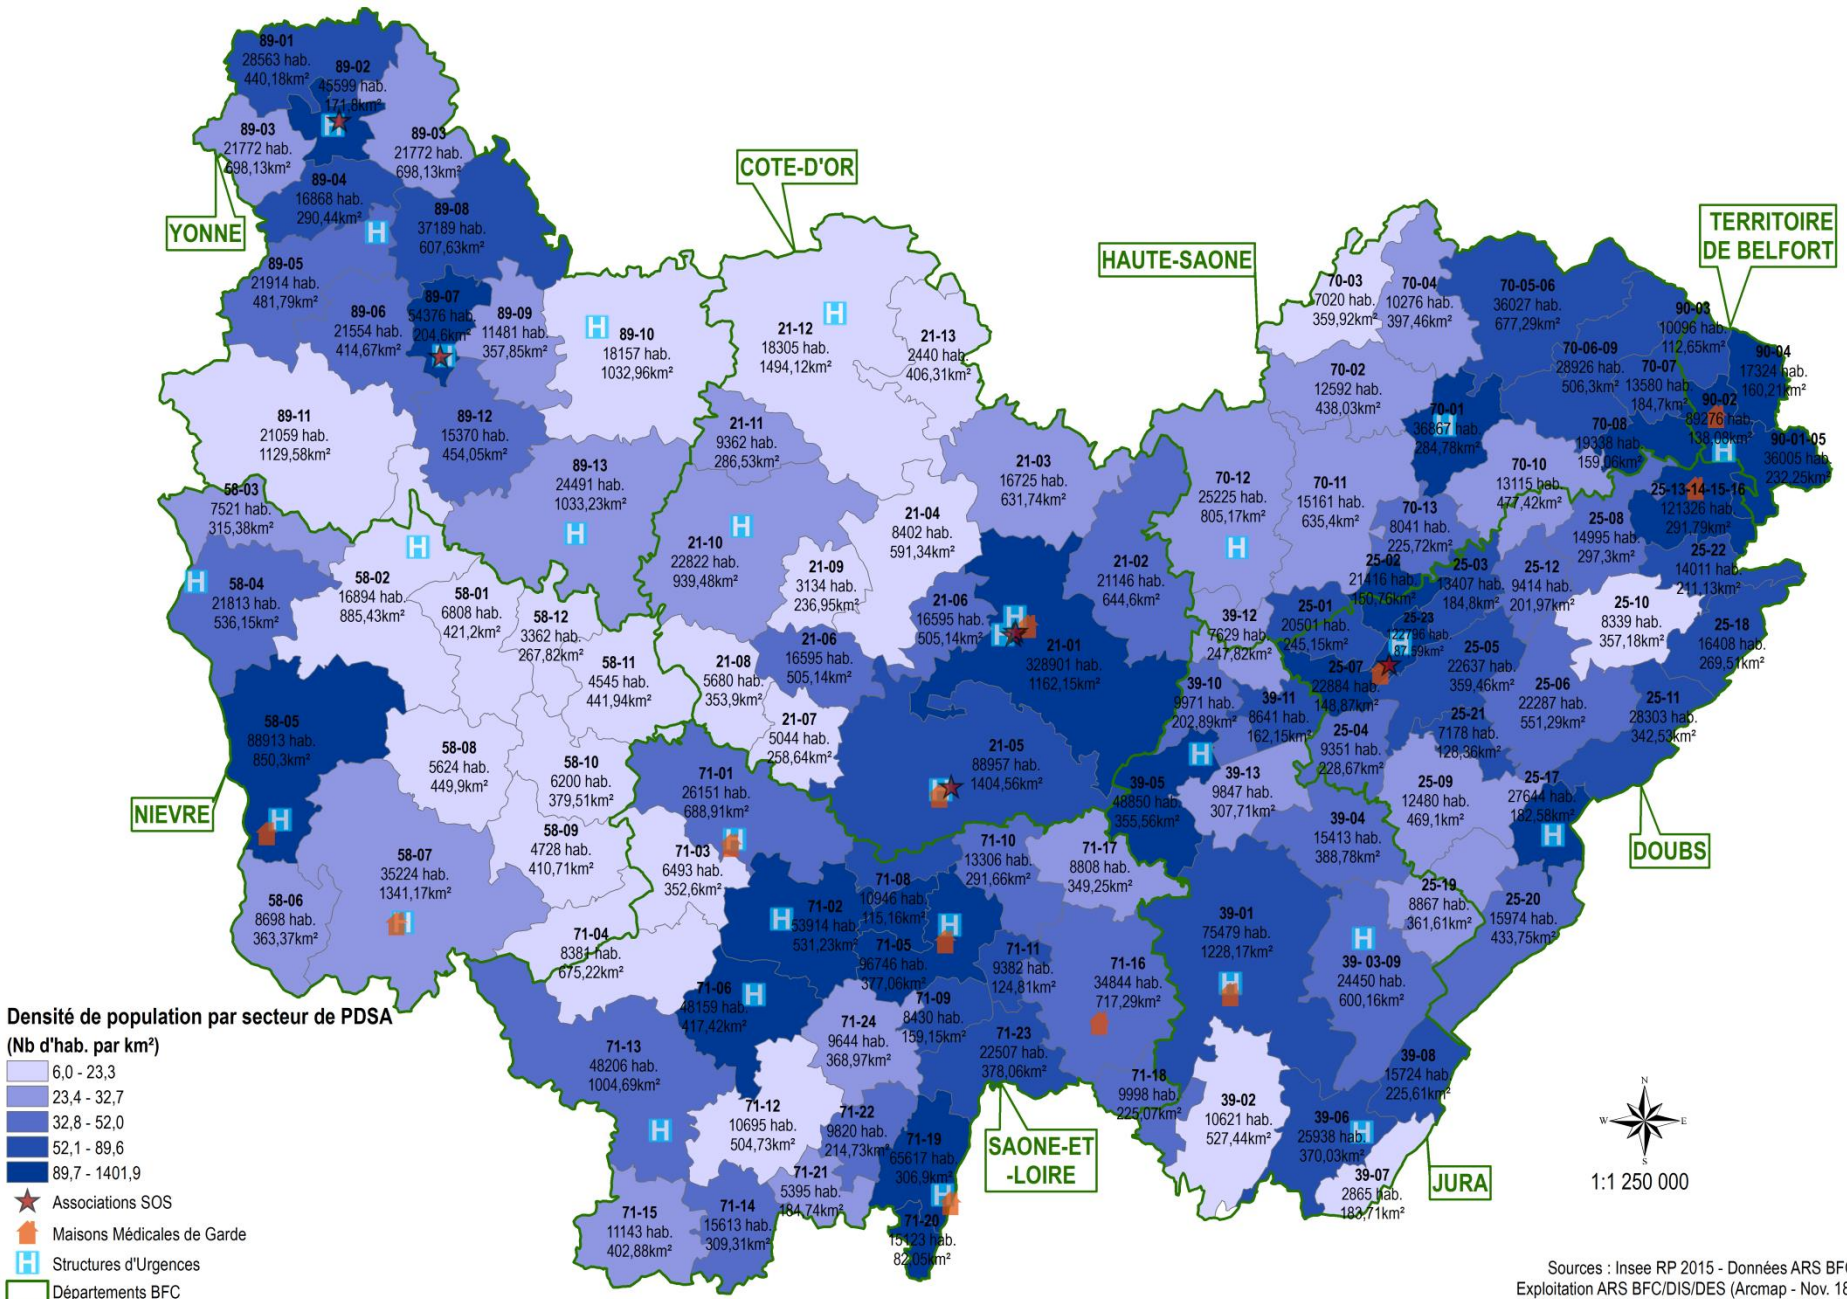 89-01
28563 hab.
440,18km²
89-02
45599 hab.
171,8km²
89-03
21772 hab.
698,13km²
89-03
21772 hab.
698,13km²
89-04
16868 hab.
290,44km²
89-08
37189 hab.
607,63km²
YONNE
COTE-D'OR
HAUTE-SAONE
TERRITOIRE
DE BELFORT
89-05
21914 hab.
481,79km²
89-06
21554 hab.
414,67km²
89-07
54376 hab.
204,6km²
89-09
11481 hab.
357,85km²
89-10
18157 hab.
1032,96km²
89-11
21059 hab.
1129,58km²
89-12
15370 hab.
454,05km²
89-13
24491 hab.
1033,23km²
21-12
18305 hab.
1494,12km²
21-13
2440 hab.
406,31km²
21-11
9362 hab.
286,53km²
21-03
16725 hab.
631,74km²
21-10
22822 hab.
939,48km²
21-04
8402 hab.
591,34km²
21-09
3134 hab.
236,95km²
21-02
21146 hab.
644,6km²
21-06
16595 hab.
505,14km²
21-06
16595 hab.
505,14km²
21-01
328901 hab.
1162,15km²
21-08
5680 hab.
353,9km²
21-07
5044 hab.
258,64km²
21-05
88957 hab.
1404,56km²
70-03
7020 hab.
359,92km²
70-04
10276 hab.
397,46km²
70-05-06
36027 hab.
677,29km²
90-03
10096 hab.
112,65km²
90-04
17324 hab.
160,21km²
70-06-09
28926 hab.
506,3km²
70-07
13580 hab.
184,7km²
90-02
89276 hab.
138,08km²
90-01-05
36005 hab.
232,25km²
70-02
12592 hab.
438,03km²
70-01
36867 hab.
284,78km²
70-08
19338 hab.
159,06km²
70-10
13115 hab.
477,42km²
70-12
25225 hab.
805,17km²
70-11
15161 hab.
635,4km²
70-13
8041 hab.
225,72km²
25-13-14-15-16
121326 hab.
291,79km²
25-08
14995 hab.
297,3km²
25-22
14011 hab.
211,13km²
25-02
21416 hab.
150,76km²
25-03
13407 hab.
184,8km²
25-12
9414 hab.
201,97km²
25-10
8339 hab.
357,18km²
25-18
16408 hab.
269,51km²
25-01
20501 hab.
245,15km²
25-23
122796 hab.
87,59km²
25-05
22637 hab.
359,46km²
25-07
22884 hab.
148,87km²
25-06
22287 hab.
551,29km²
25-11
28303 hab.
342,53km²
25-21
7178 hab.
128,36km²
25-04
9351 hab.
228,67km²
25-09
12480 hab.
469,1km²
25-17
27644 hab.
182,58km²
25-19
8867 hab.
361,61km²
25-20
15974 hab.
433,75km²
DOUBS
39-12
7629 hab.
247,82km²
39-10
9971 hab.
202,89km²
39-11
8641 hab.
162,15km²
39-05
48850 hab.
355,56km²
39-13
9847 hab.
307,71km²
39-04
15413 hab.
388,78km²
39-01
75479 hab.
1228,17km²
39- 03-09
24450 hab.
600,16km²
39-08
15724 hab.
225,61km²
39-02
10621 hab.
527,44km²
39-06
25938 hab.
370,03km²
39-07
2865 hab.
183,71km²
JURA
58-03
7521 hab.
315,38km²
58-04
21813 hab.
536,15km²
58-02
16894 hab.
885,43km²
58-01
6808 hab.
421,2km²
58-12
3362 hab.
267,82km²
58-11
4545 hab.
441,94km²
58-05
88913 hab.
850,3km²
58-08
5624 hab.
449,9km²
58-10
6200 hab.
379,51km²
58-09
4728 hab.
410,71km²
58-07
35224 hab.
1341,17km²
58-06
8698 hab.
363,37km²
NIEVRE
71-01
26151 hab.
688,91km²
71-03
6493 hab.
352,6km²
71-04
8381 hab.
675,22km²
71-02
53914 hab.
531,23km²
71-08
10946 hab.
115,16km²
71-10
13306 hab.
291,66km²
71-17
8808 hab.
349,25km²
71-05
96746 hab.
377,06km²
71-11
9382 hab.
124,81km²
71-16
34844 hab.
717,29km²
71-06
48159 hab.
417,42km²
71-24
9644 hab.
368,97km²
71-09
8430 hab.
159,15km²
71-23
22507 hab.
378,06km²
71-13
48206 hab.
1004,69km²
71-18
9998 hab.
225,07km²
71-12
10695 hab.
504,73km²
71-22
9820 hab.
214,73km²
71-19
65617 hab.
306,9km²
71-21
5395 hab.
184,74km²
71-15
11143 hab.
402,88km²
71-14
15613 hab.
309,31km²
71-20
15123 hab.
82,05km²
SAONE-ET
-LOIRE
Densité de population par secteur de PDSA
(Nb d'hab. par km²)
6,0 - 23,3
23,4 - 32,7
32,8 - 52,0
52,1 - 89,6
89,7 - 1401,9
Associations SOS
Maisons Médicales de Garde
H Structures d'Urgences
Départements BFC
N
W E
S
1:1 250 000
Sources : Insee RP 2015 - Données ARS BFC
Exploitation ARS BFC/DIS/DES (Arcmap - Nov. 18